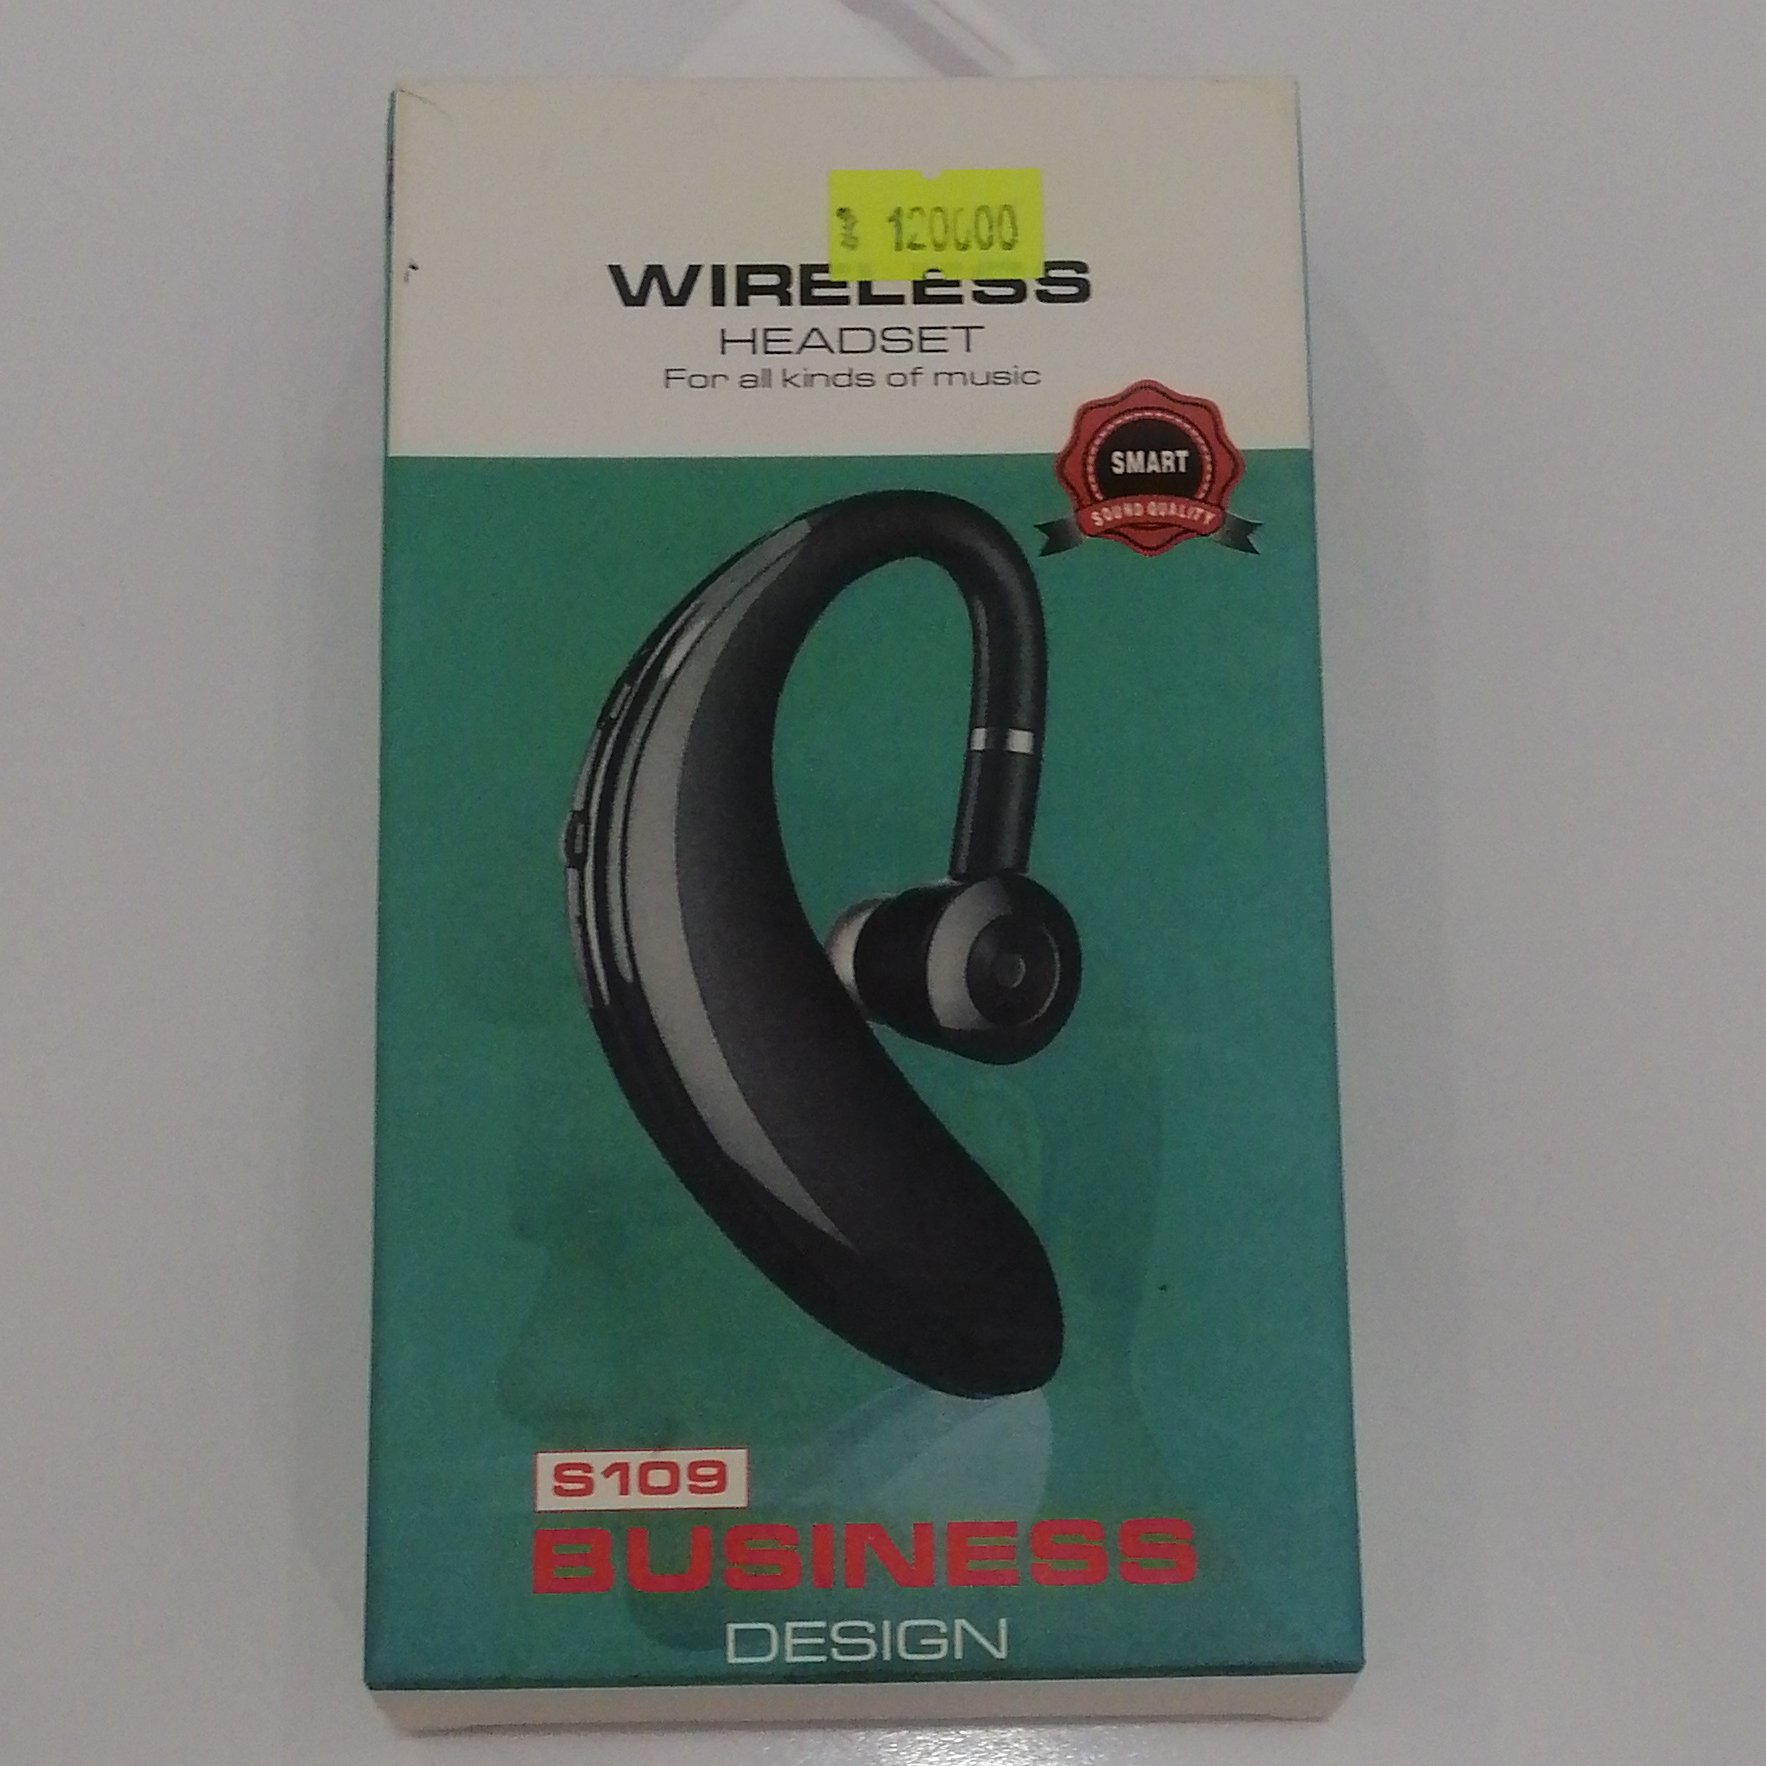 120000
WIRELESS
HEADSET
For all kinds of music
SMART
SOUND QUALITY
S109
BUSINESS
DESIGN